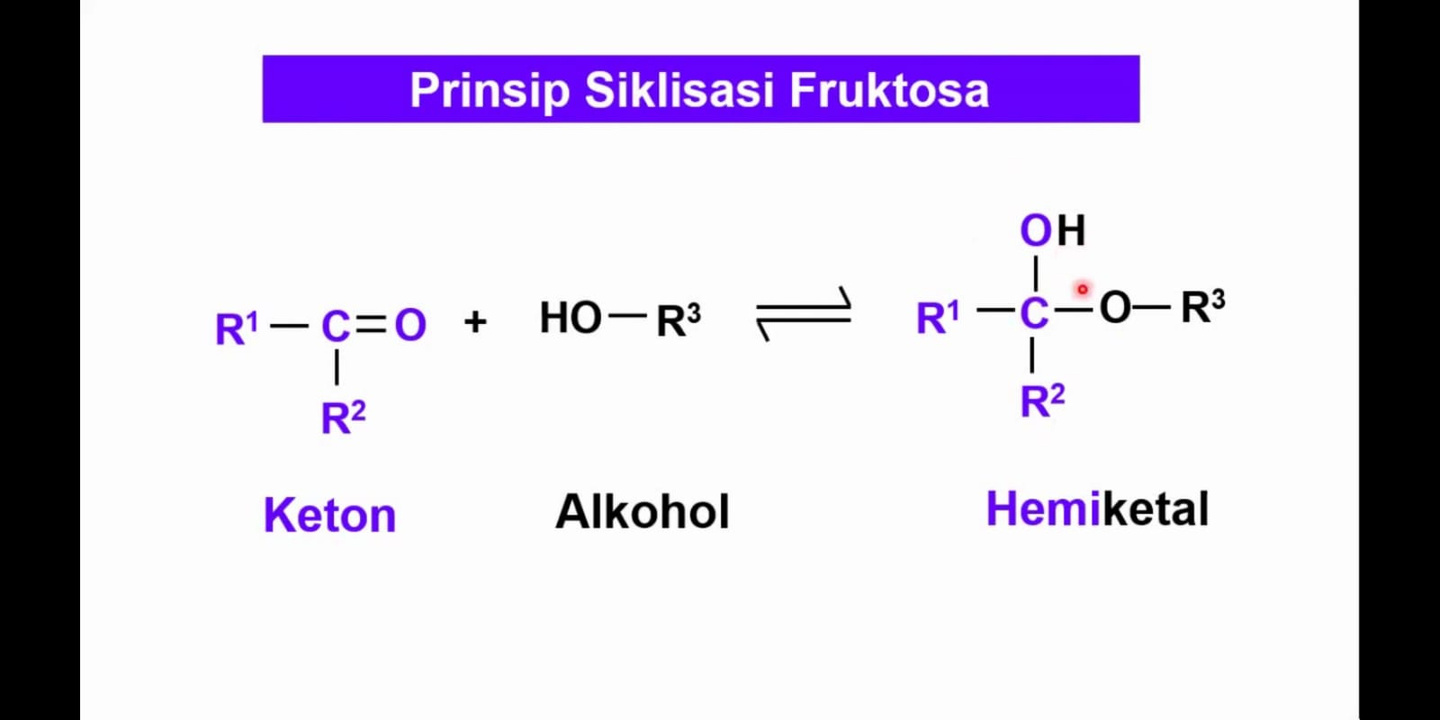 Prinsip Siklisasi Fruktosa
OH
R¹ — C=O + HO—R³ ⇌ R¹ —C—O—R³
R² R²
Keton Alkohol Hemiketal